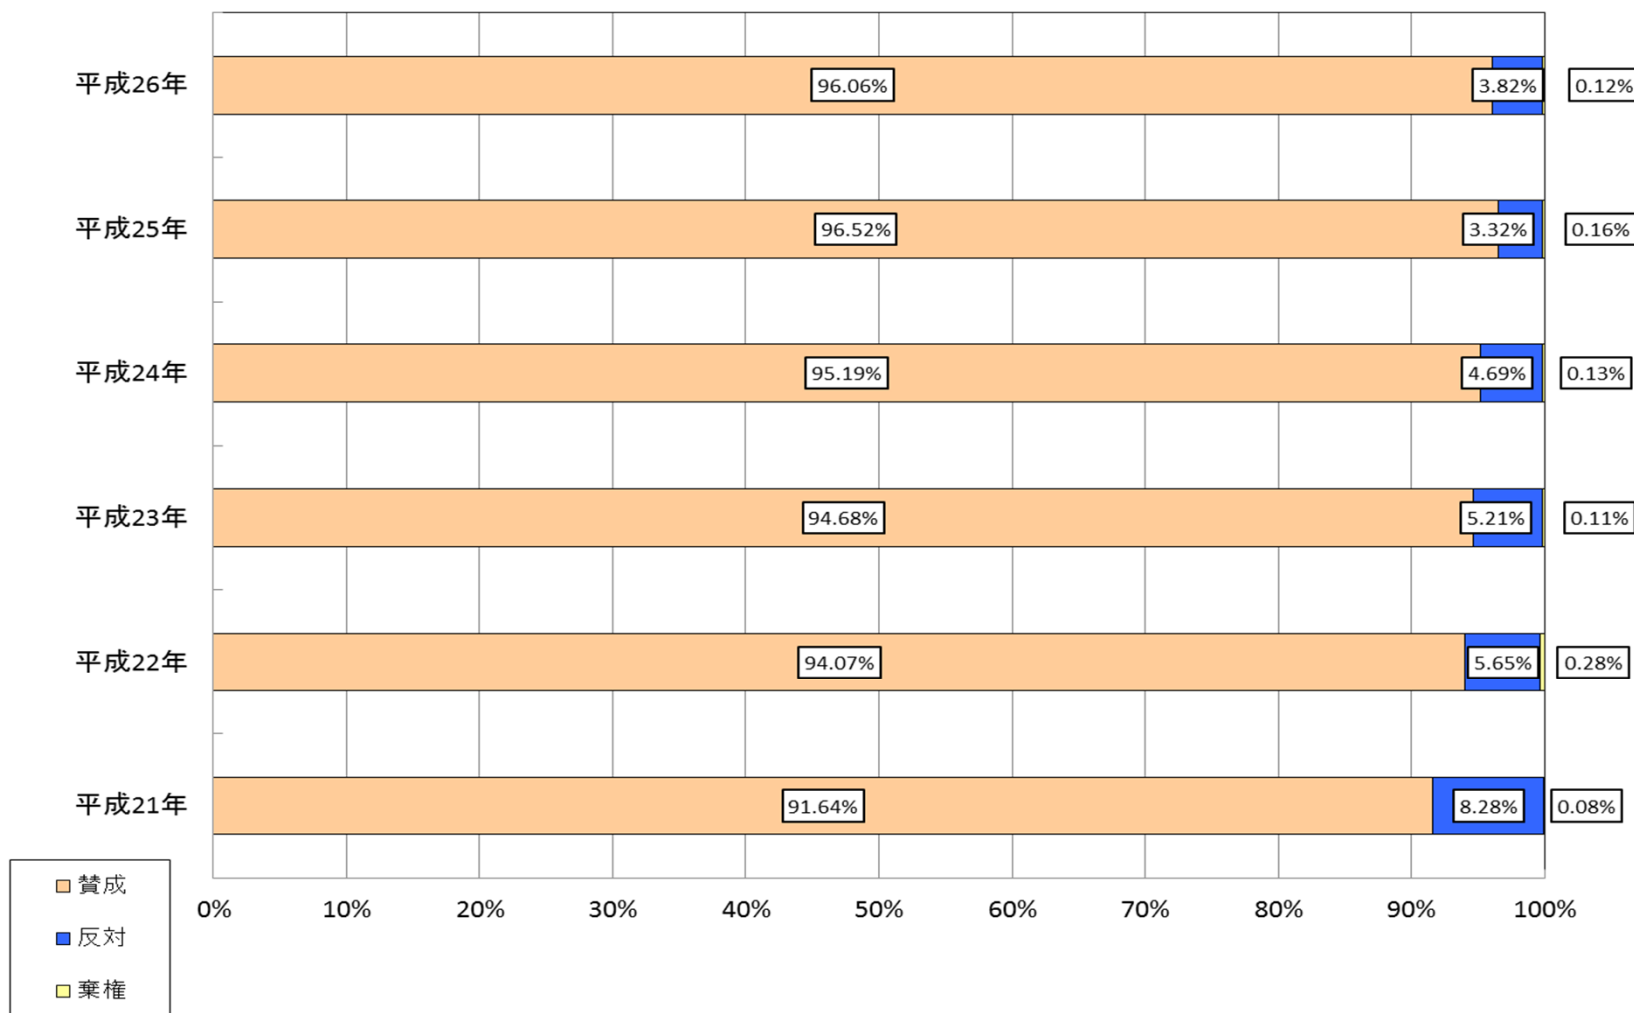 平成26年 96.06% 3.82% 0.12%
平成25年 96.52% 3.32% 0.16%
平成24年 95.19% 4.69% 0.13%
平成23年 94.68% 5.21% 0.11%
平成22年 94.07% 5.65% 0.28%
平成21年 91.64% 8.28% 0.08%
0% 10% 20% 30% 40% 50% 60% 70% 80% 90% 100%
賛成
反対
棄権